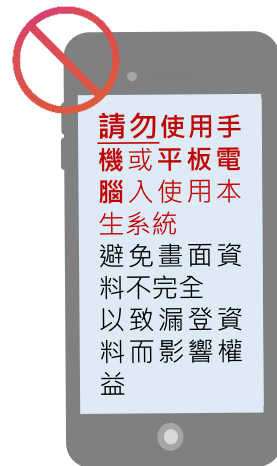 請勿使用手
機或平板電
腦入使用本
生系統
避免畫面資
料不完全
以致漏登資
料而影響權
益